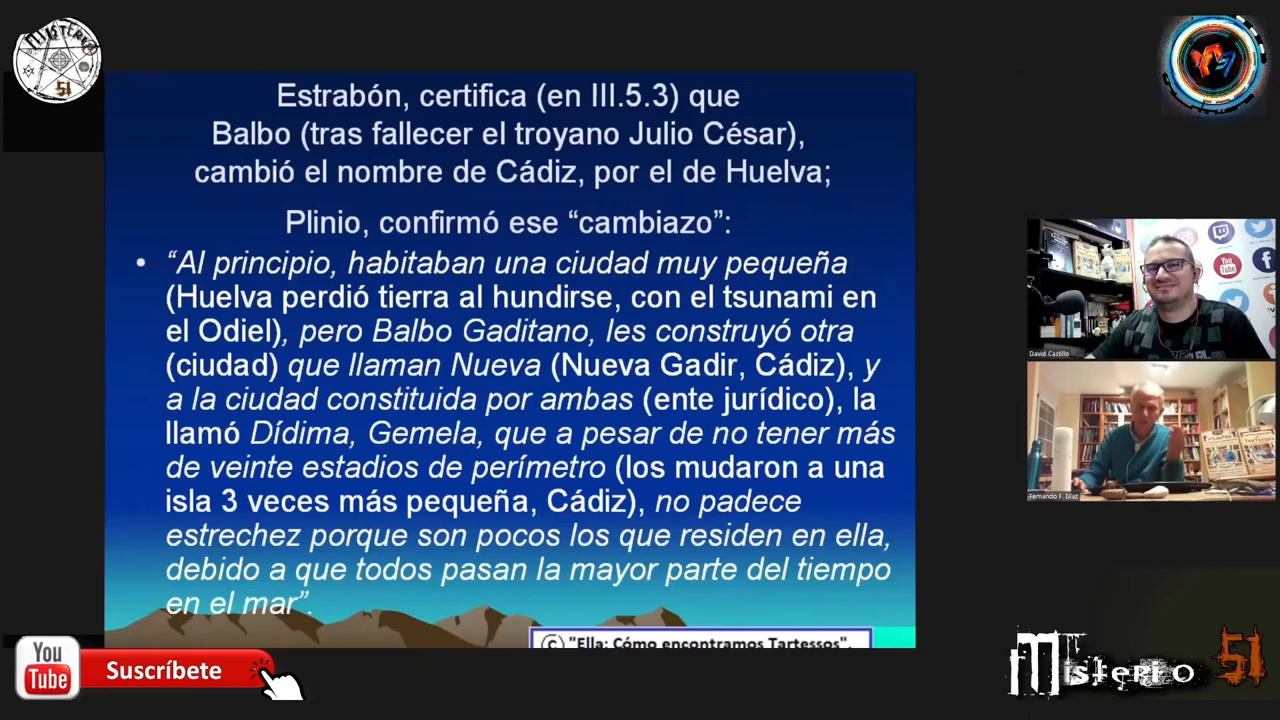 MISTERIO
51
Estrabón, certifica (en III.5.3) que
Balbo (tras fallecer el troyano Julio César),
cambió el nombre de Cádiz, por el de Huelva;
Plinio, confirmó ese “cambiazo”:
• “Al principio, habitaban una ciudad muy pequeña
(Huelva perdió tierra al hundirse, con el tsunami en
el Odiel), pero Balbo Gaditano, les construyó otra
(ciudad) que llaman Nueva (Nueva Gadir, Cádiz), y
a la ciudad constituida por ambas (ente jurídico), la
llamó Dídima, Gemela, que a pesar de no tener más
de veinte estadios de perímetro (los mudaron a una
isla 3 veces más pequeña, Cádiz), no padece
estrechez porque son pocos los que residen en ella,
debido a que todos pasan la mayor parte del tiempo
en el mar”.
© "Ella: Cómo encontramos Tartessos".
You
Tube
David Castillo
Fernando F. Díaz
You
Tube
Suscríbete
Misterio 51